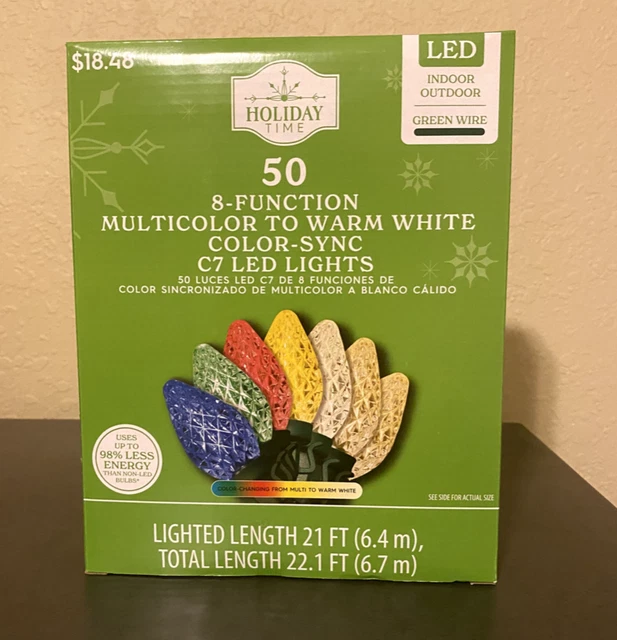 $18.48
LED
INDOOR
OUTDOOR
GREEN WIRE
HOLIDAY
TIME
50
8-FUNCTION
MULTICOLOR TO WARM WHITE
COLOR-SYNC
C7 LED LIGHTS
50 LUCES LED C7 DE 8 FUNCIONES DE
COLOR SINCRONIZADO DE MULTICOLOR A BLANCO CÁLIDO
USES
UP TO
98% LESS
ENERGY
THAN NON-LED
BULBS*
COLOR-CHANGING FROM MULTI TO WARM WHITE
SEE SIDE FOR ACTUAL SIZE
LIGHTED LENGTH 21 FT (6.4 m),
TOTAL LENGTH 22.1 FT (6.7 m)